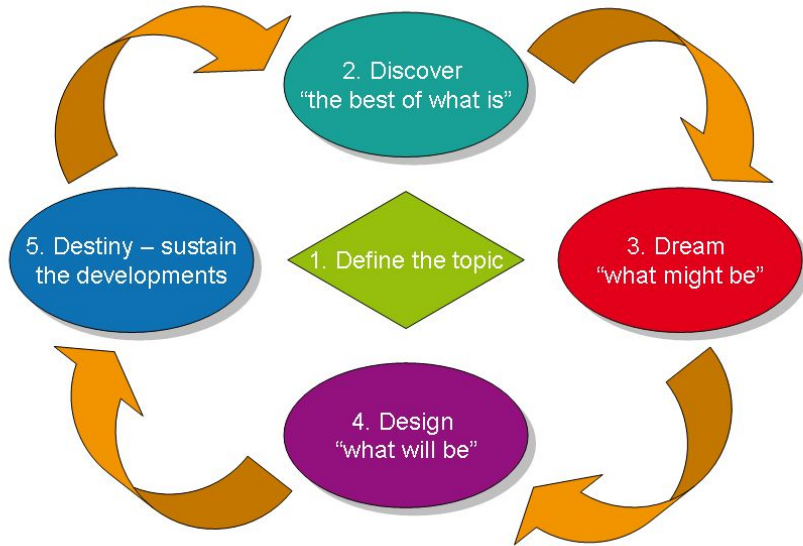 1. Define the topic
2. Discover
“the best of what is”
3. Dream
“what might be”
4. Design
“what will be”
5. Destiny – sustain
the developments